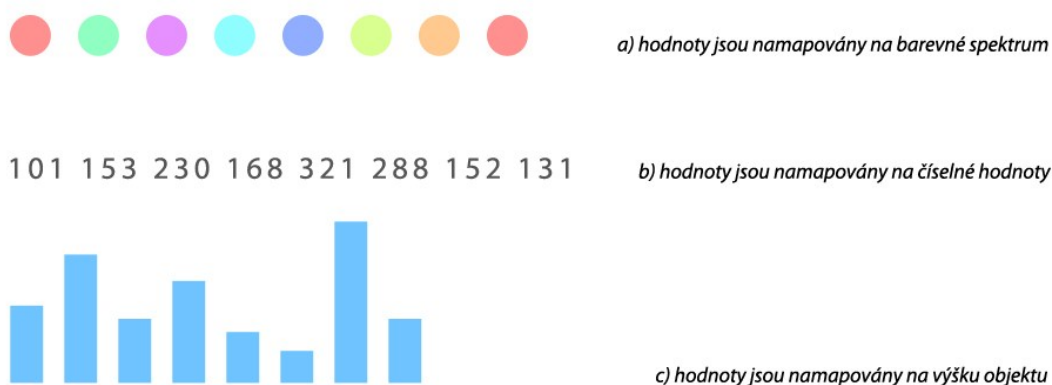 a) hodnoty jsou namapovány na barevné spektrum
101 153 230 168 321 288 152 131
b) hodnoty jsou namapovány na číselné hodnoty
c) hodnoty jsou namapovány na výšku objektu